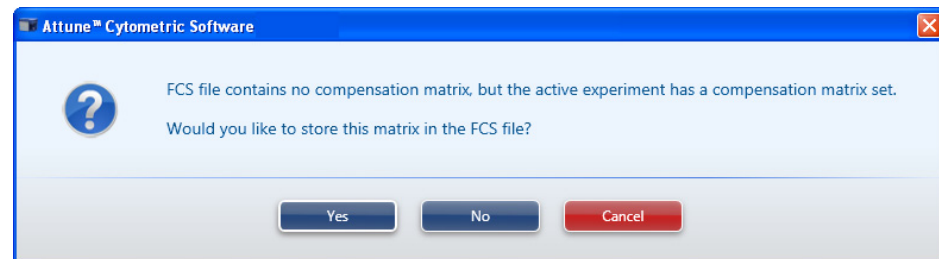 Attune™ Cytometric Software
FCS file contains no compensation matrix, but the active experiment has a compensation matrix set.
Would you like to store this matrix in the FCS file?
Yes No Cancel